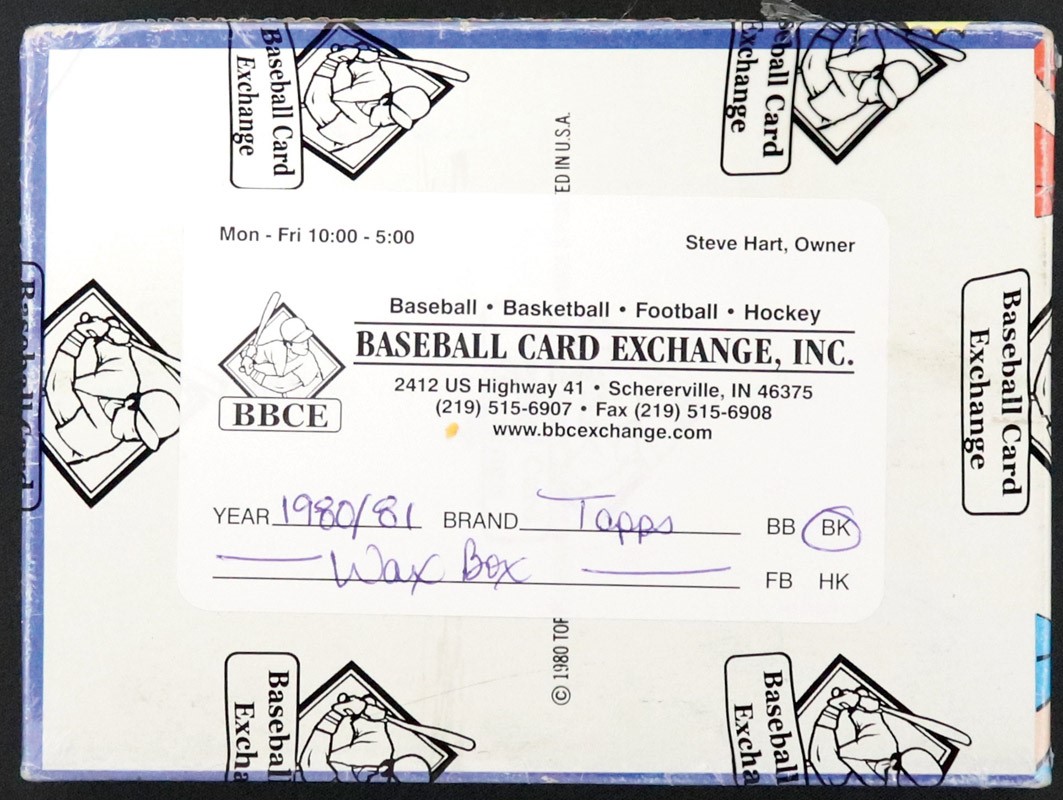 Baseball Card
Exchange
Baseball Card
Exchange
ED IN U.S.A.
Mon - Fri 10:00 - 5:00
Steve Hart, Owner
Baseball • Basketball • Football • Hockey
BASEBALL CARD EXCHANGE, INC.
2412 US Highway 41 • Schererville, IN 46375
(219) 515-6907 • Fax (219) 515-6908
www.bbcexchange.com
BBCE
Baseball Card
Baseball Card
Exchange
YEAR 1980/81 BRAND Topps BB BK
Wax Box FB HK
© 1980 TOP
Baseball
Excha
Baseball
Excha